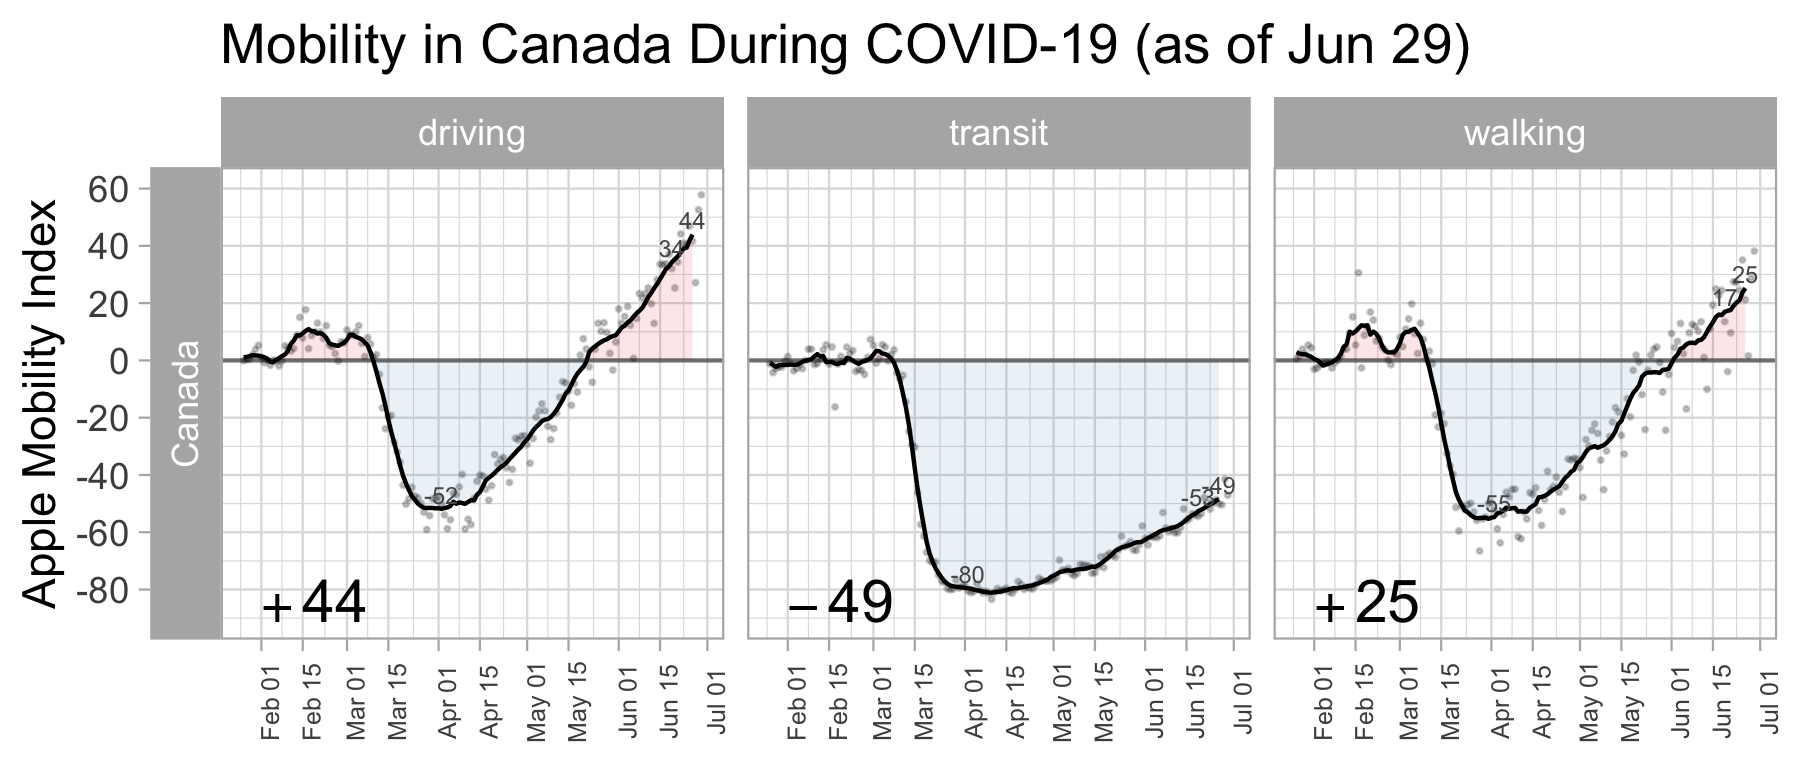 Mobility in Canada During COVID-19 (as of Jun 29)
driving
transit
walking
Apple Mobility Index
Canada
60
40
20
0
-20
-40
-60
-80
44
34
-52
+44
-49
-53
-80
−49
25
17
-55
+25
Feb 01
Feb 15
Mar 01
Mar 15
Apr 01
Apr 15
May 01
May 15
Jun 01
Jun 15
Jul 01
Feb 01
Feb 15
Mar 01
Mar 15
Apr 01
Apr 15
May 01
May 15
Jun 01
Jun 15
Jul 01
Feb 01
Feb 15
Mar 01
Mar 15
Apr 01
Apr 15
May 01
May 15
Jun 01
Jun 15
Jul 01